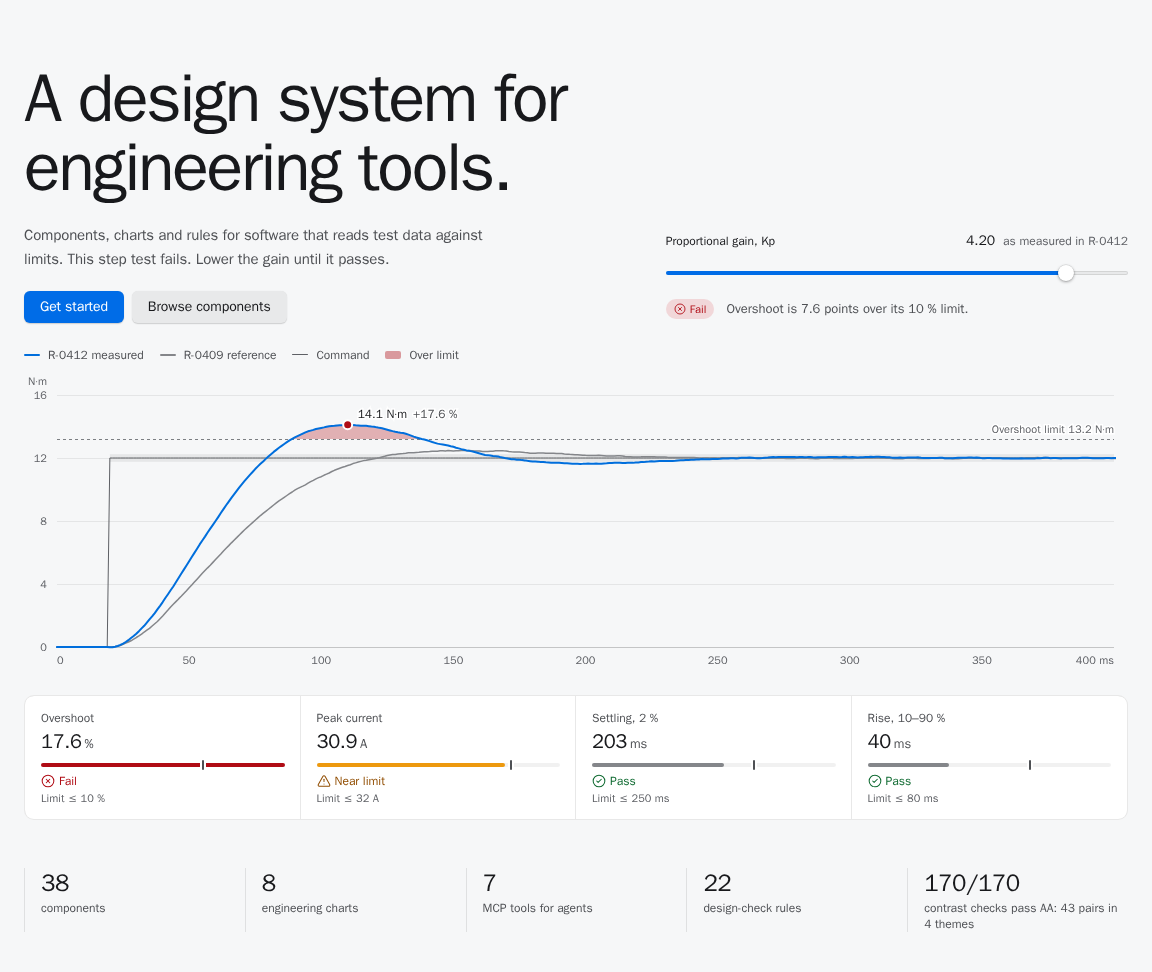 A design system for
engineering tools.
Components, charts and rules for software that reads test data against
limits. This step test fails. Lower the gain until it passes.
Get started
Browse components
Proportional gain, Kp
4.20 as measured in R-0412
Fail
Overshoot is 7.6 points over its 10 % limit.
R-0412 measured
R-0409 reference
Command
Over limit
N·m
16
12
8
4
0
14.1 N·m +17.6 %
Overshoot limit 13.2 N·m
0
50
100
150
200
250
300
350
400 ms
Overshoot
17.6 %
Fail
Limit ≤ 10 %
Peak current
30.9 A
Near limit
Limit ≤ 32 A
Settling, 2 %
203 ms
Pass
Limit ≤ 250 ms
Rise, 10–90 %
40 ms
Pass
Limit ≤ 80 ms
38
components
8
engineering charts
7
MCP tools for agents
22
design-check rules
170/170
contrast checks pass AA: 43 pairs in
4 themes